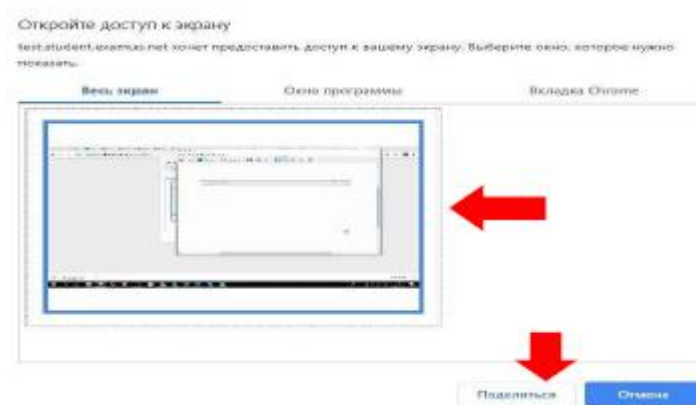 Откройте доступ к экрану
test.student.examus.net хочет предоставить доступ к вашему экрану. Выберите окно, которое нужно
показать.
Весь экран
Окно программы
Вкладка Chrome
Поделиться
Отмена